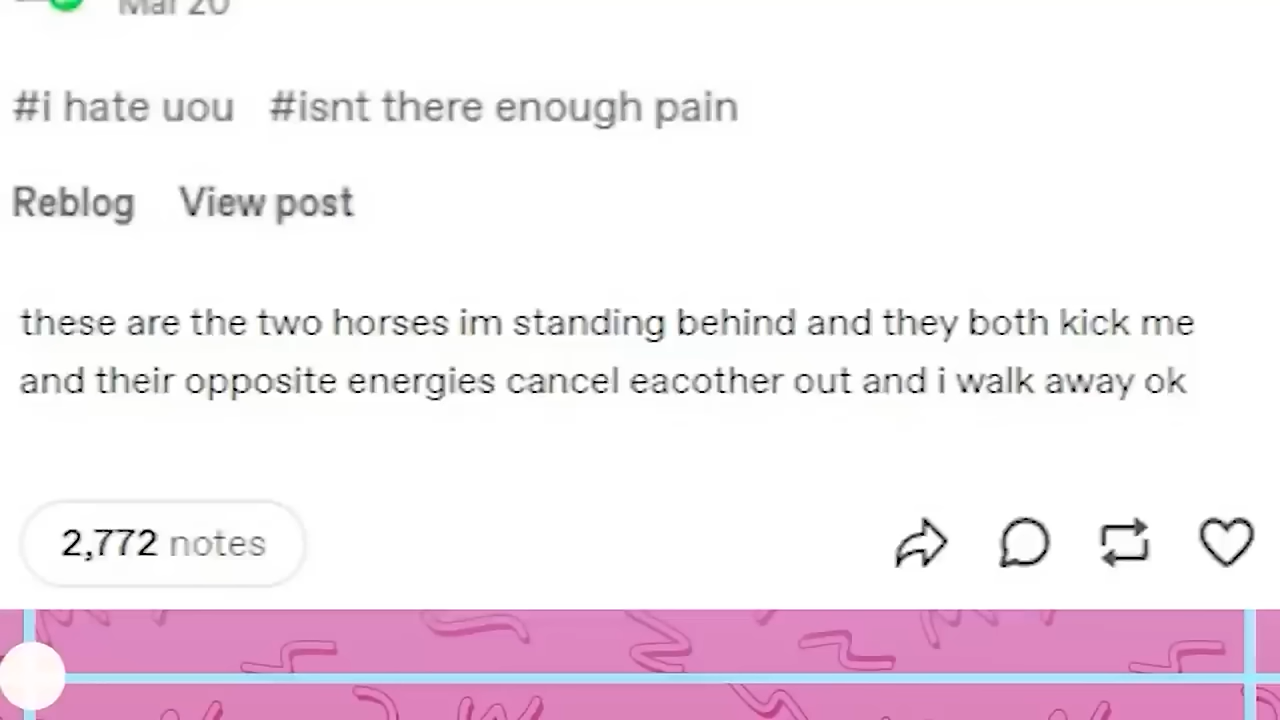 Mar 20
#i hate uou #isnt there enough pain
Reblog View post
these are the two horses im standing behind and they both kick me
and their opposite energies cancel eacother out and i walk away ok
2,772 notes